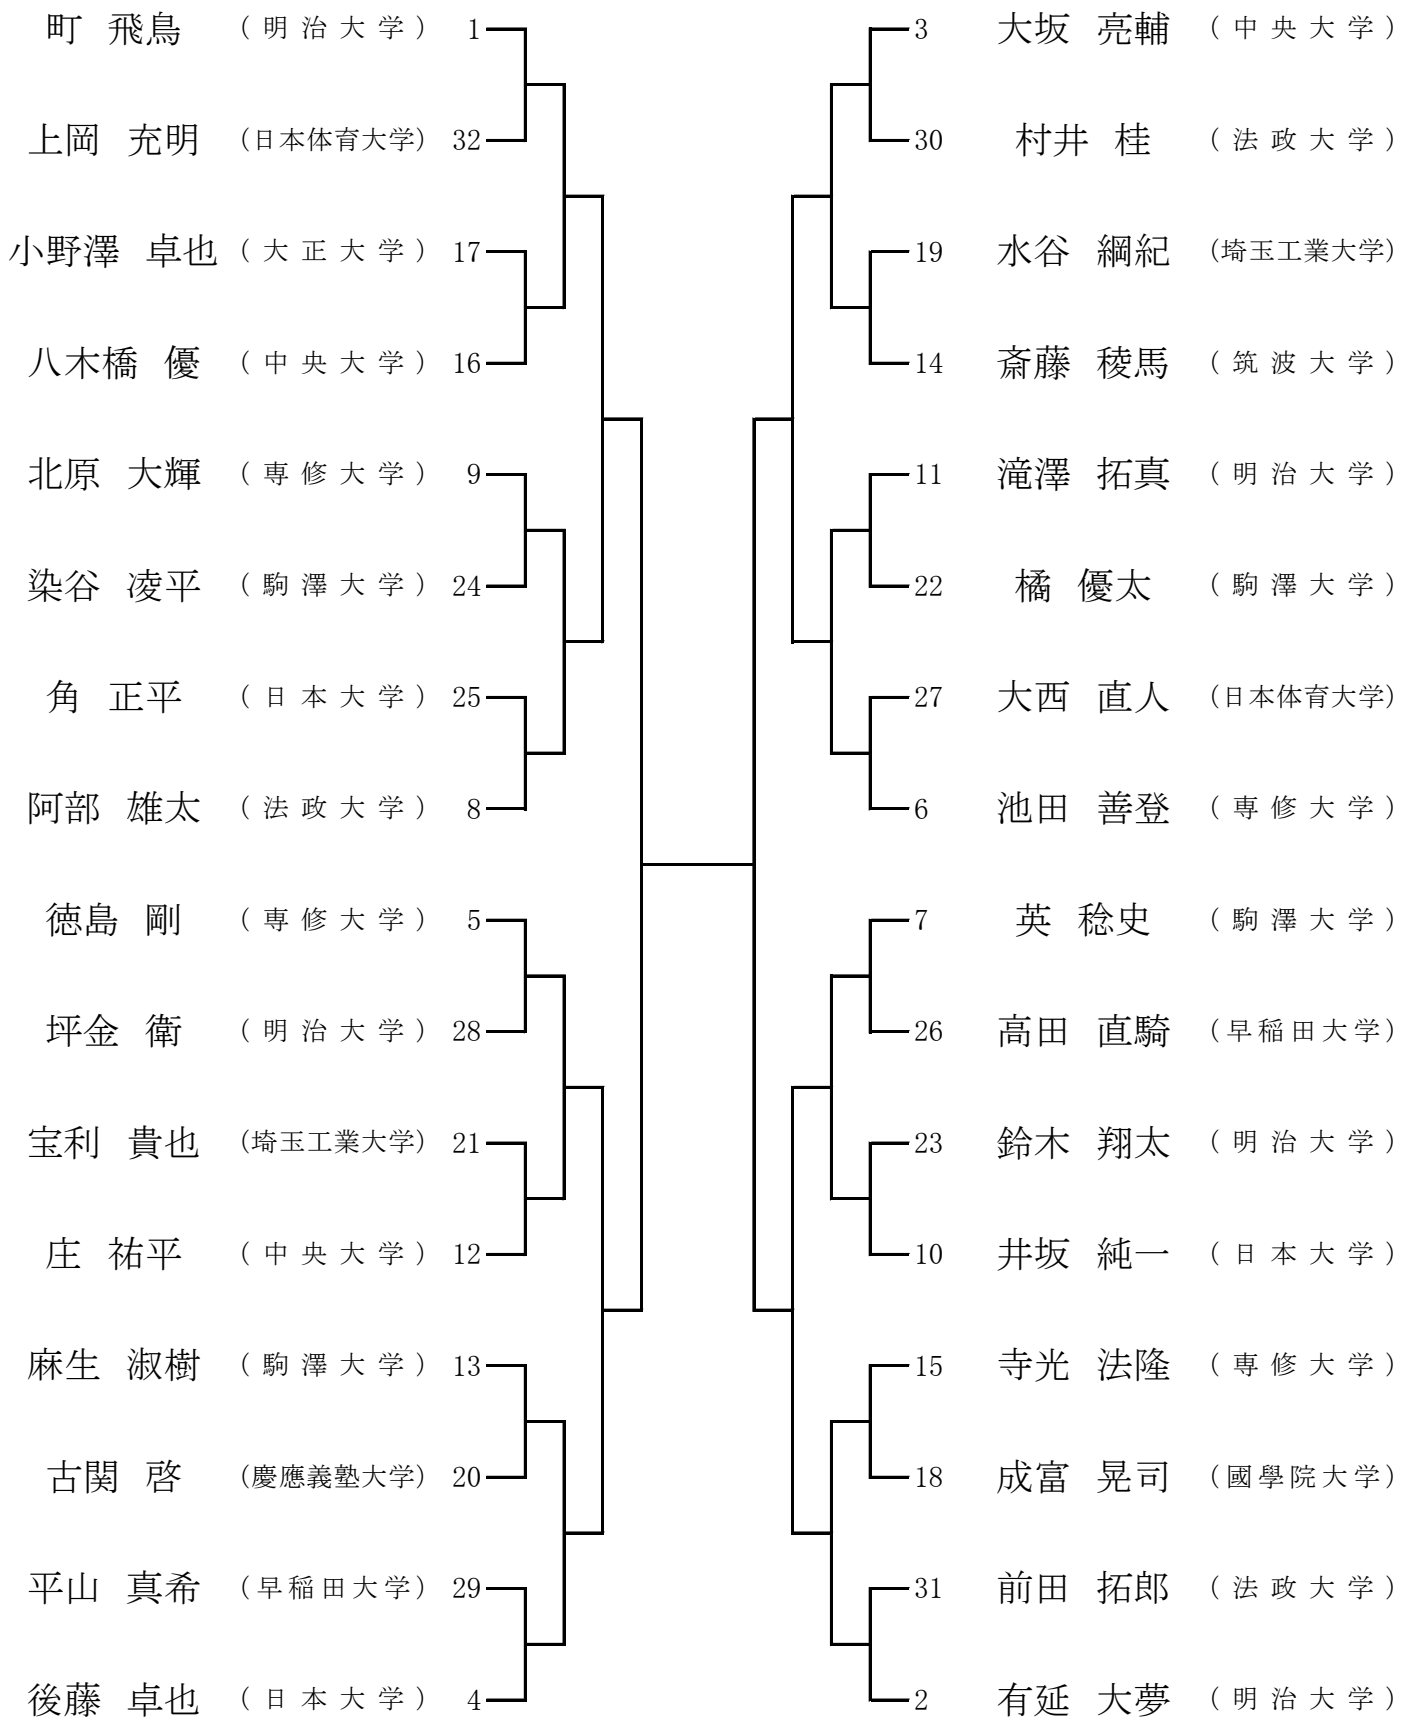 町 飛鳥 (明治大学) 1
上岡 充明 (日本体育大学) 32
小野澤 卓也 (大正大学) 17
八木橋 優 (中央大学) 16
北原 大輝 (専修大学) 9
染谷 凌平 (駒澤大学) 24
角 正平 (日本大学) 25
阿部 雄太 (法政大学) 8
徳島 剛 (専修大学) 5
坪金 衛 (明治大学) 28
宝利 貴也 (埼玉工業大学) 21
庄 祐平 (中央大学) 12
麻生 淑樹 (駒澤大学) 13
古関 啓 (慶應義塾大学) 20
平山 真希 (早稲田大学) 29
後藤 卓也 (日本大学) 4
3 大坂 亮輔 (中央大学)
30 村井 桂 (法政大学)
19 水谷 綱紀 (埼玉工業大学)
14 斎藤 稜馬 (筑波大学)
11 滝澤 拓真 (明治大学)
22 橘 優太 (駒澤大学)
27 大西 直人 (日本体育大学)
6 池田 善登 (専修大学)
7 英 稔史 (駒澤大学)
26 高田 直騎 (早稲田大学)
23 鈴木 翔太 (明治大学)
10 井坂 純一 (日本大学)
15 寺光 法隆 (専修大学)
18 成富 晃司 (國學院大学)
31 前田 拓郎 (法政大学)
2 有延 大夢 (明治大学)